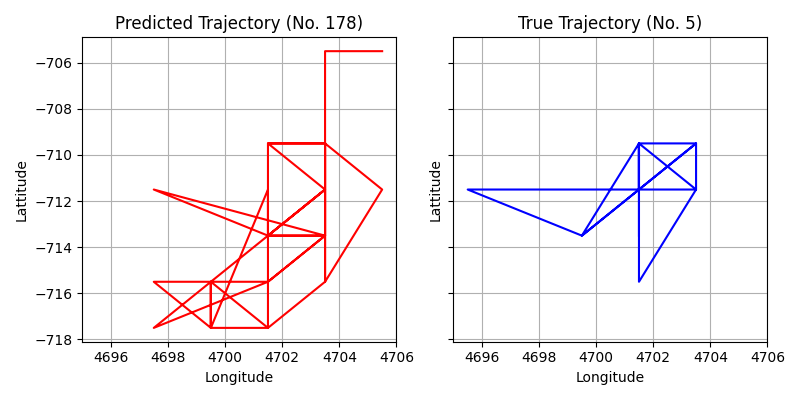 Predicted Trajectory (No. 178)
−706
−708
−710
−712
−714
−716
−718
Lattitude
4696 4698 4700 4702 4704 4706
Longitude
True Trajectory (No. 5)
Lattitude
4696 4698 4700 4702 4704 4706
Longitude